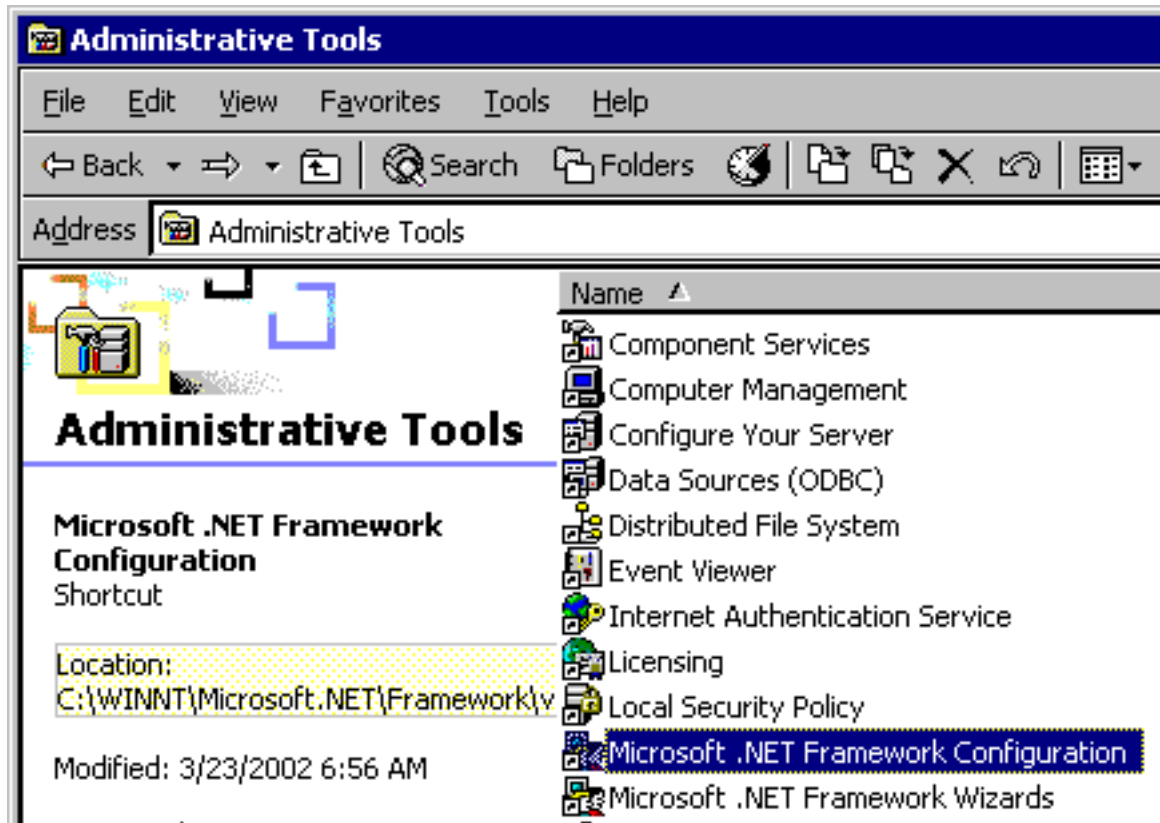 Administrative Tools
File Edit View Favorites Tools Help
Back Search Folders
Address Administrative Tools
Administrative Tools
Microsoft .NET Framework
Configuration
Shortcut
Location:
C:\WINNT\Microsoft.NET\Framework\v
Modified: 3/23/2002 6:56 AM
Name
Component Services
Computer Management
Configure Your Server
Data Sources (ODBC)
Distributed File System
Event Viewer
Internet Authentication Service
Licensing
Local Security Policy
Microsoft .NET Framework Configuration
Microsoft .NET Framework Wizards